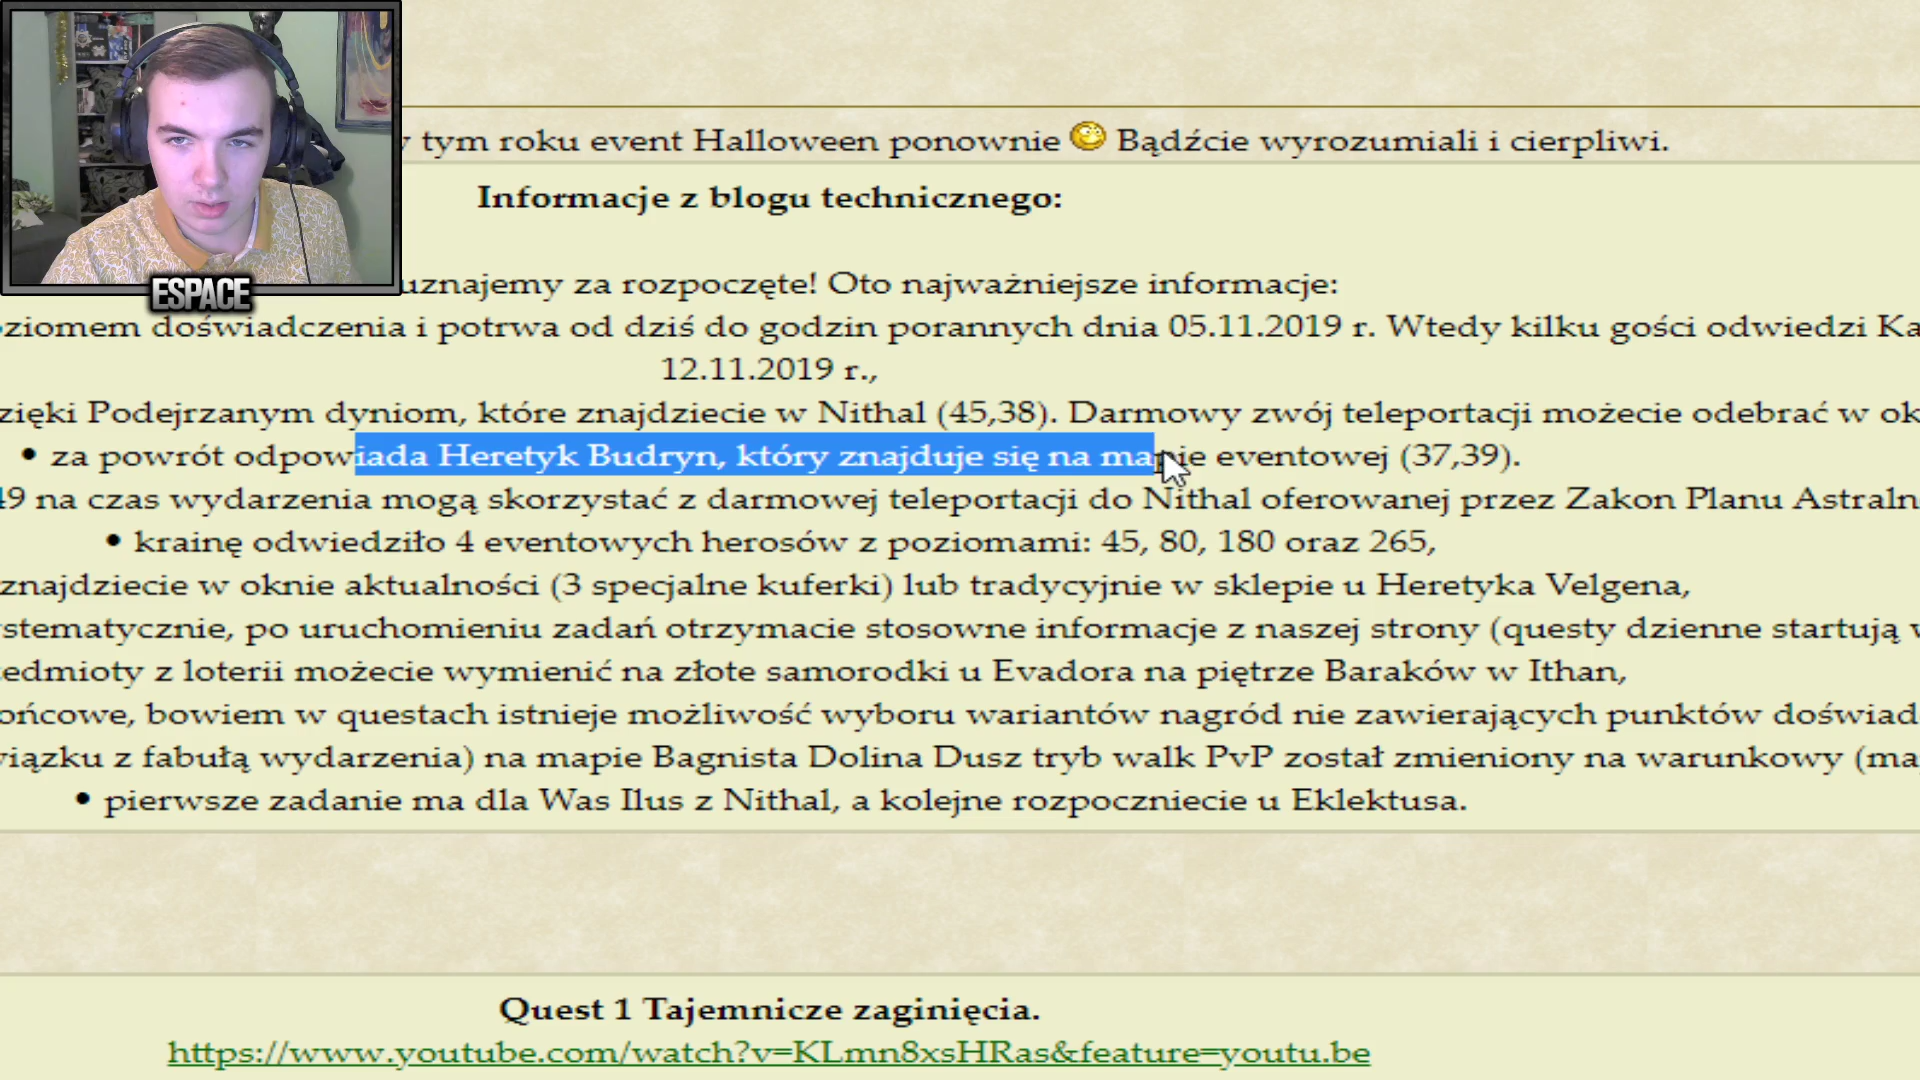 y tym roku event Halloween ponownie Bądźcie wyrozumiali i cierpliwi.
Informacje z blogu technicznego:
uznajemy za rozpoczęte! Oto najważniejsze informacje:
ESPACE
oziomem doświadczenia i potrwa od dziś do godzin porannych dnia 05.11.2019 r. Wtedy kilku gości odwiedzi Ka
12.11.2019 r.,
zięki Podejrzanym dyniom, które znajdziecie w Nithal (45,38). Darmowy zwój teleportacji możecie odebrać w ok
• za powrót odpowiada Heretyk Budryn, który znajduje się na mapie eventowej (37,39).
49 na czas wydarzenia mogą skorzystać z darmowej teleportacji do Nithal oferowanej przez Zakon Planu Astraln
• krainę odwiedziło 4 eventowych herosów z poziomami: 45, 80, 180 oraz 265,
znajdziecie w oknie aktualności (3 specjalne kuferki) lub tradycyjnie w sklepie u Heretyka Velgena,
ystematycznie, po uruchomieniu zadań otrzymacie stosowne informacje z naszej strony (questy dzienne startują w
zedmioty z loterii możecie wymienić na złote samorodki u Evadora na piętrze Baraków w Ithan,
ońcowe, bowiem w questach istnieje możliwość wyboru wariantów nagród nie zawierających punktów doświad
wiązku z fabułą wydarzenia) na mapie Bagnista Dolina Dusz tryb walk PvP został zmieniony na warunkowy (ma
• pierwsze zadanie ma dla Was Ilus z Nithal, a kolejne rozpoczniecie u Eklektusa.
Quest 1 Tajemnicze zaginięcia.
https://www.youtube.com/watch?v=KLmn8xsHRas&feature=youtu.be